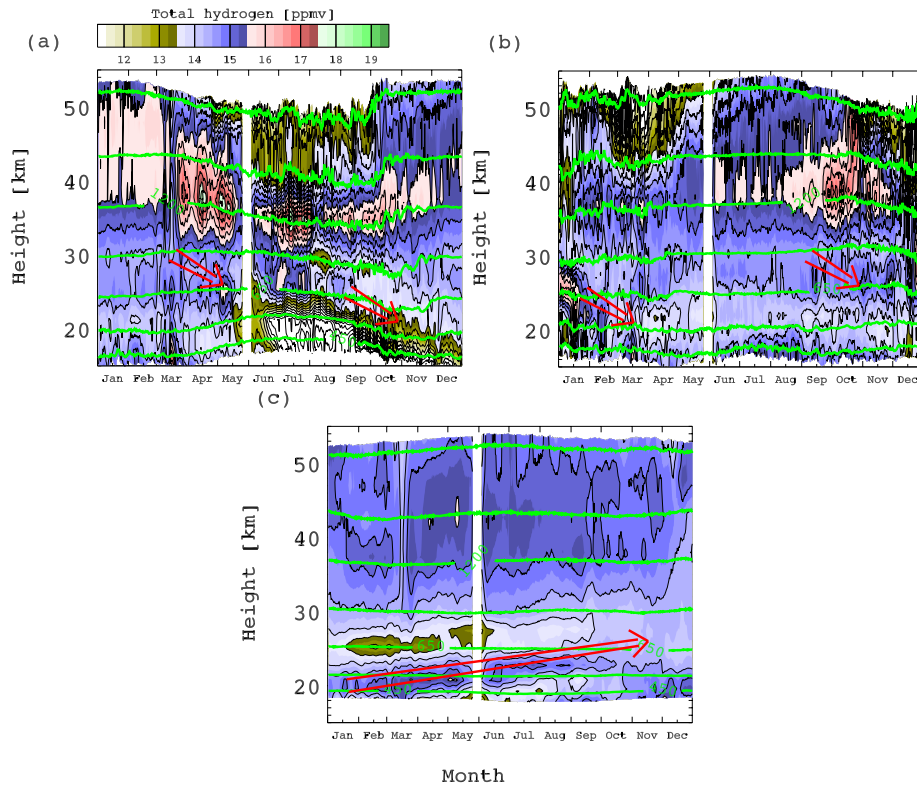 Total hydrogen [ppmv]
(a)
(b)
12 13 14 15 16 17 18 19
Height [km]
50
40
30
20
Jan Feb Mar Apr May Jun Jul Aug Sep Oct Nov Dec
Height [km]
50
40
30
20
Jan Feb Mar Apr May Jun Jul Aug Sep Oct Nov Dec
(c)
Height [km]
50
40
30
20
1200
550
750
Jan Feb Mar Apr May Jun Jul Aug Sep Oct Nov Dec
Month